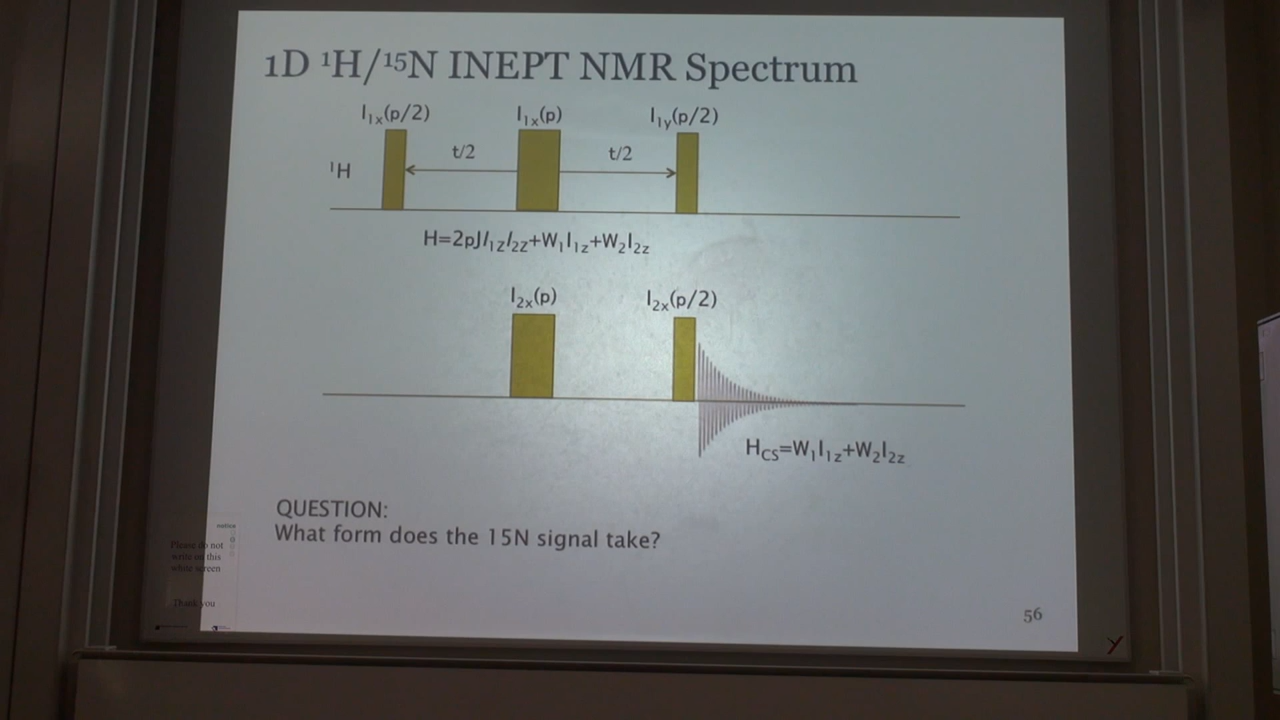 1D ¹H/¹⁵N INEPT NMR Spectrum
I₁ₓ(p/2) I₁ₓ(p) I₁ᵧ(p/2)
t/2 t/2
¹H
H=2pJI₁zI₂z+W₁I₁z+W₂I₂z
I₂ₓ(p) I₂ₓ(p/2)
H_CS=W₁I₁z+W₂I₂z
QUESTION:
What form does the 15N signal take?
notice
Please do not
write on this
white screen
Thank you
56